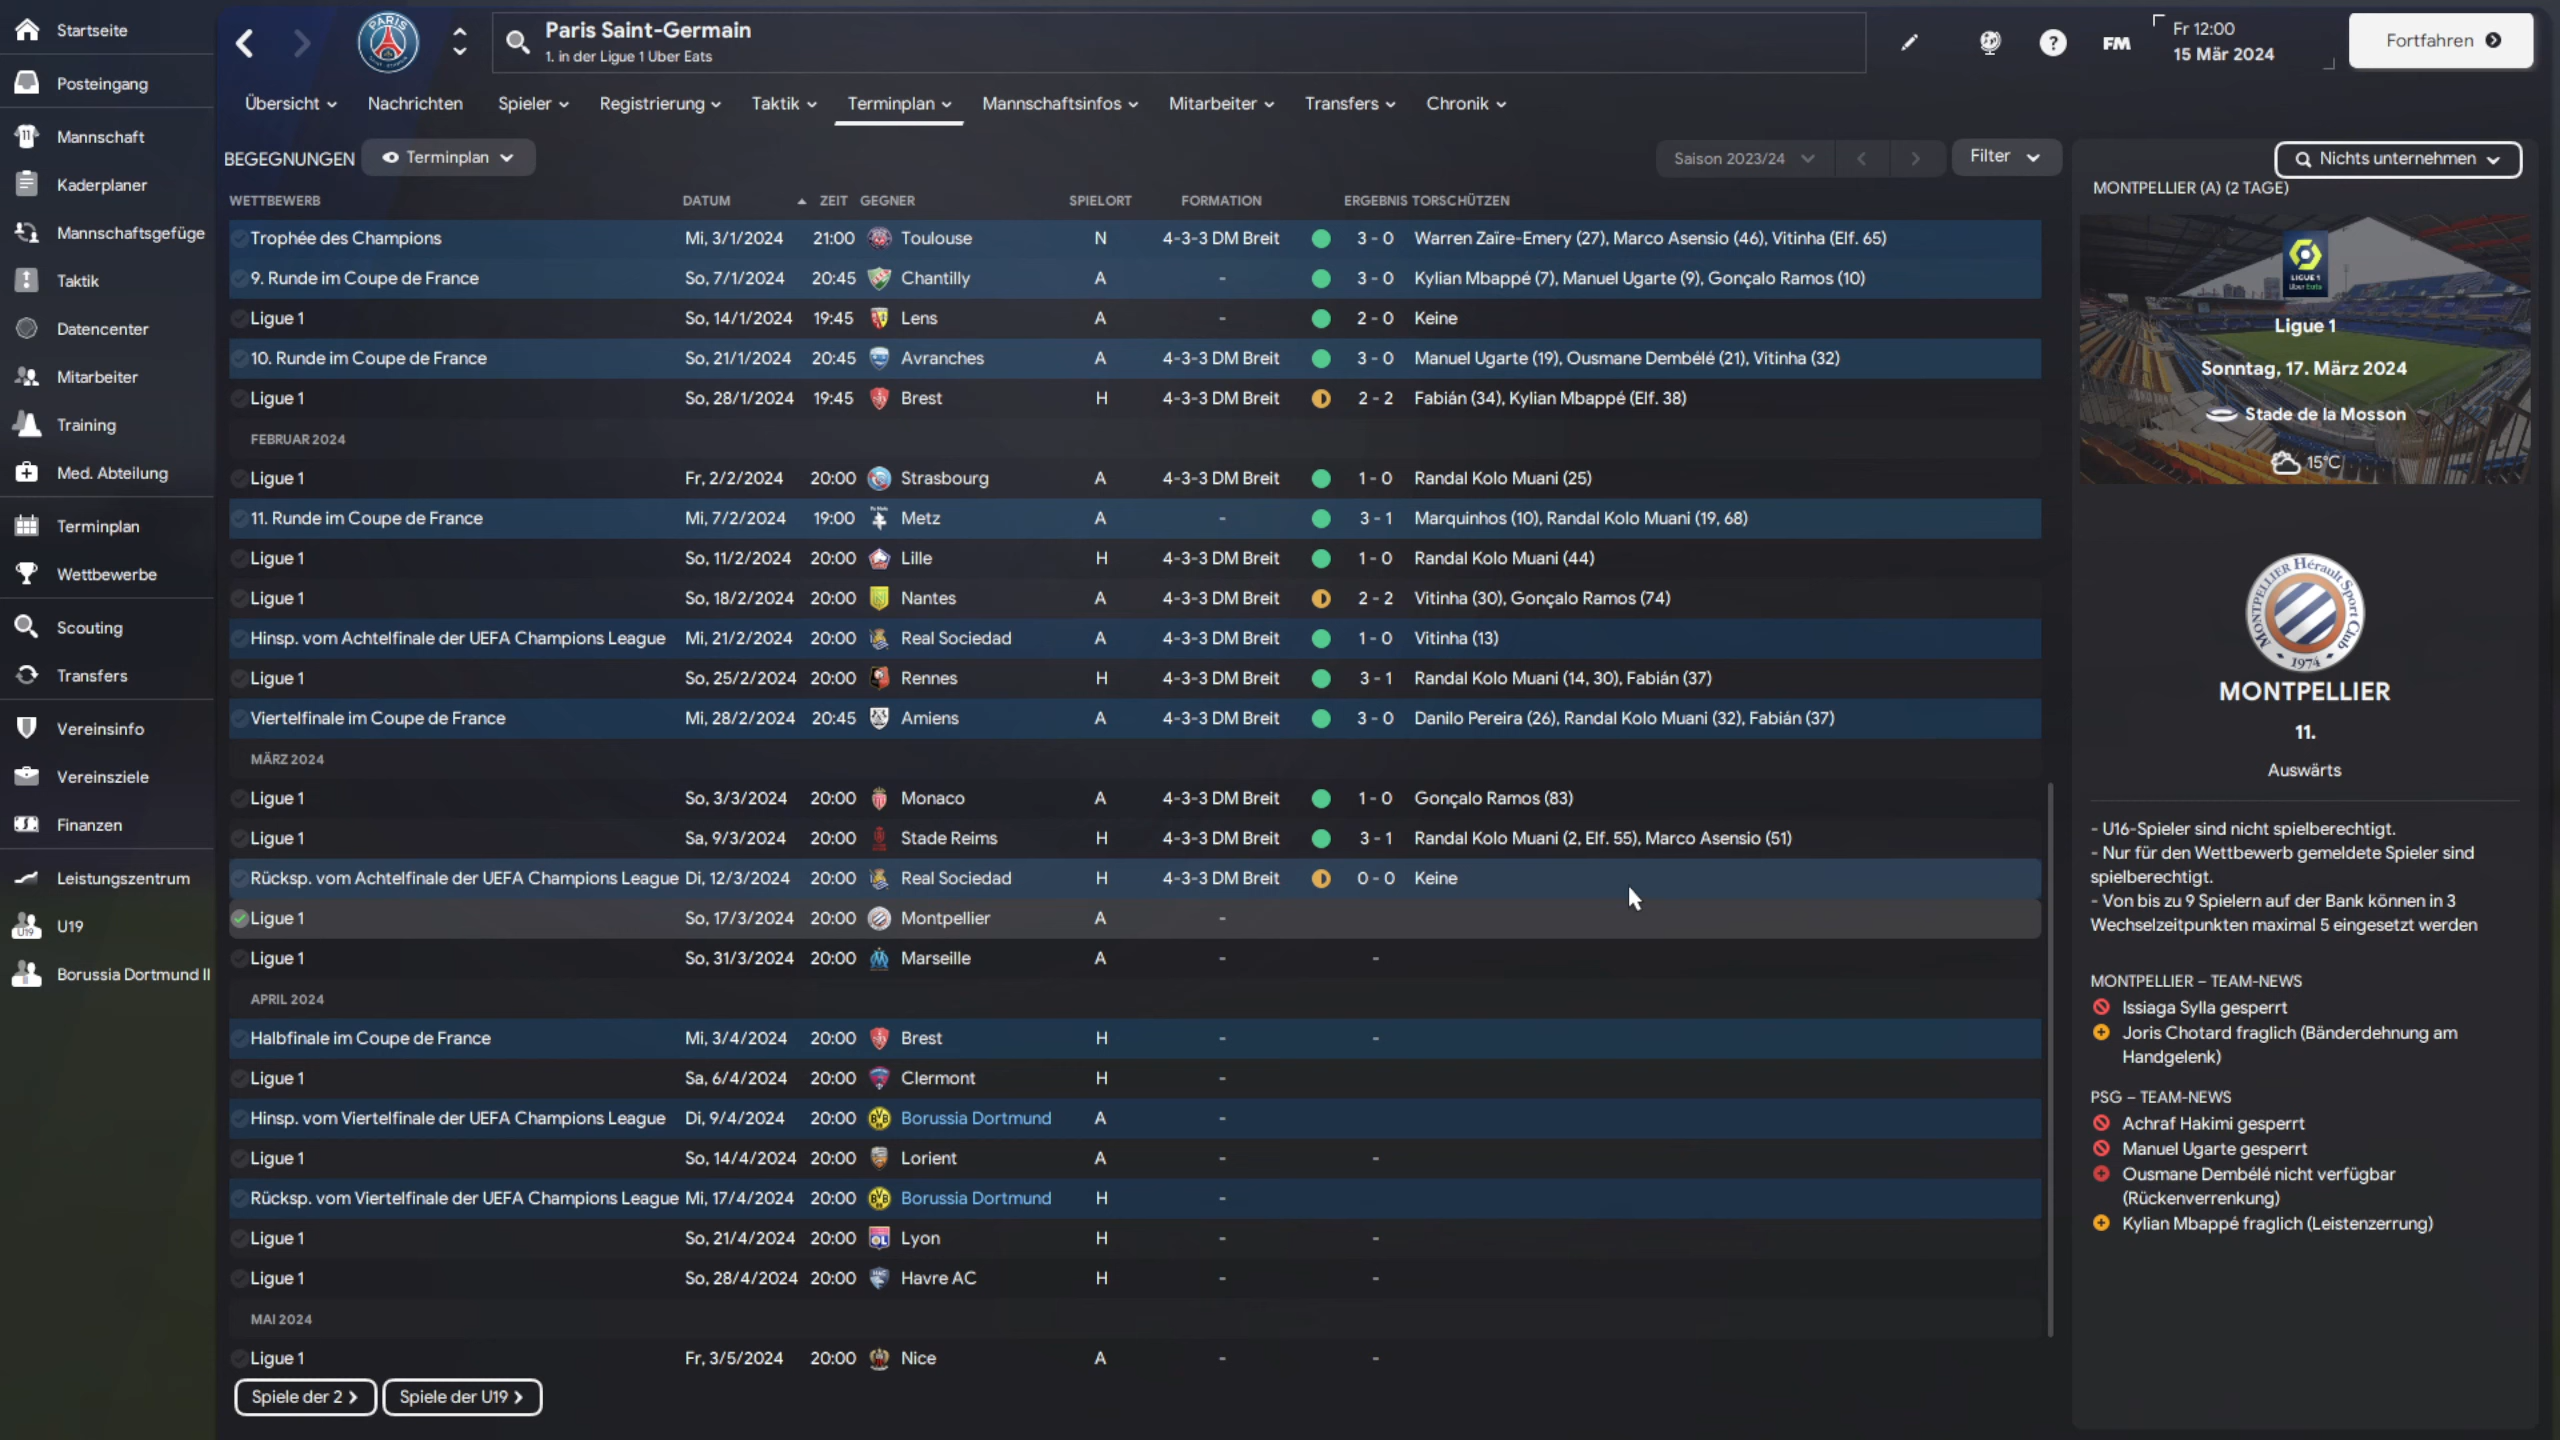 Startseite
Posteingang
Mannschaft
Kaderplaner
Mannschaftsgefüge
Taktik
Datencenter
Mitarbeiter
Training
Med. Abteilung
Terminplan
Wettbewerbe
Scouting
Transfers
Vereinsinfo
Vereinsziele
Finanzen
Leistungszentrum
U19
Borussia Dortmund II
Paris Saint-Germain
1. in der Ligue 1 Uber Eats
FM
Fr 12:00
15 Mär 2024
Fortfahren
Übersicht Nachrichten Spieler Registrierung Taktik Terminplan Mannschaftsinfos Mitarbeiter Transfers Chronik
BEGEGNUNGEN Terminplan Saison 2023/24 Filter
WETTBEWERB DATUM ZEIT GEGNER SPIELORT FORMATION ERGEBNIS TORSCHÜTZEN
Trophée des Champions Mi, 3/1/2024 21:00 Toulouse N 4-3-3 DM Breit 3 - 0 Warren Zaïre-Emery (27), Marco Asensio (46), Vitinha (Elf. 65)
9. Runde im Coupe de France So, 7/1/2024 20:45 Chantilly A - 3 - 0 Kylian Mbappé (7), Manuel Ugarte (9), Gonçalo Ramos (10)
Ligue 1 So, 14/1/2024 19:45 Lens A - 2 - 0 Keine
10. Runde im Coupe de France So, 21/1/2024 20:45 Avranches A 4-3-3 DM Breit 3 - 0 Manuel Ugarte (19), Ousmane Dembélé (21), Vitinha (32)
Ligue 1 So, 28/1/2024 19:45 Brest H 4-3-3 DM Breit 2 - 2 Fabián (34), Kylian Mbappé (Elf. 38)
FEBRUAR 2024
Ligue 1 Fr, 2/2/2024 20:00 Strasbourg A 4-3-3 DM Breit 1 - 0 Randal Kolo Muani (25)
11. Runde im Coupe de France Mi, 7/2/2024 19:00 Metz A - 3 - 1 Marquinhos (10), Randal Kolo Muani (19, 68)
Ligue 1 So, 11/2/2024 20:00 Lille H 4-3-3 DM Breit 1 - 0 Randal Kolo Muani (44)
Ligue 1 So, 18/2/2024 20:00 Nantes A 4-3-3 DM Breit 2 - 2 Vitinha (30), Gonçalo Ramos (74)
Hinsp. vom Achtelfinale der UEFA Champions League Mi, 21/2/2024 20:00 Real Sociedad A 4-3-3 DM Breit 1 - 0 Vitinha (13)
Ligue 1 So, 25/2/2024 20:00 Rennes H 4-3-3 DM Breit 3 - 1 Randal Kolo Muani (14, 30), Fabián (37)
Viertelfinale im Coupe de France Mi, 28/2/2024 20:45 Amiens A 4-3-3 DM Breit 3 - 0 Danilo Pereira (26), Randal Kolo Muani (32), Fabián (37)
MÄRZ 2024
Ligue 1 So, 3/3/2024 20:00 Monaco A 4-3-3 DM Breit 1 - 0 Gonçalo Ramos (83)
Ligue 1 Sa, 9/3/2024 20:00 Stade Reims H 4-3-3 DM Breit 3 - 1 Randal Kolo Muani (2, Elf. 55), Marco Asensio (51)
Rücksp. vom Achtelfinale der UEFA Champions League Di, 12/3/2024 20:00 Real Sociedad H 4-3-3 DM Breit 0 - 0 Keine
Ligue 1 So, 17/3/2024 20:00 Montpellier A -
Ligue 1 So, 31/3/2024 20:00 Marseille A - -
APRIL 2024
Halbfinale im Coupe de France Mi, 3/4/2024 20:00 Brest H - -
Ligue 1 Sa, 6/4/2024 20:00 Clermont H -
Hinsp. vom Viertelfinale der UEFA Champions League Di, 9/4/2024 20:00 Borussia Dortmund A -
Ligue 1 So, 14/4/2024 20:00 Lorient A - -
Rücksp. vom Viertelfinale der UEFA Champions League Mi, 17/4/2024 20:00 Borussia Dortmund H -
Ligue 1 So, 21/4/2024 20:00 Lyon H - -
Ligue 1 So, 28/4/2024 20:00 Havre AC H - -
MAI 2024
Ligue 1 Fr, 3/5/2024 20:00 Nice A - -
Spiele der 2 Spiele der U19
Nichts unternehmen
MONTPELLIER (A) (2 TAGE)
LIGUE 1
Uber Eats
Ligue 1
Sonntag, 17. März 2024
Stade de la Mosson
15°C
MONTPELLIER Hérault Sport Club
1974
MONTPELLIER
11.
Auswärts
- U16-Spieler sind nicht spielberechtigt.
- Nur für den Wettbewerb gemeldete Spieler sind
spielberechtigt.
- Von bis zu 9 Spielern auf der Bank können in 3
Wechselzeitpunkten maximal 5 eingesetzt werden
MONTPELLIER – TEAM-NEWS
Issiaga Sylla gesperrt
Joris Chotard fraglich (Bänderdehnung am
Handgelenk)
PSG – TEAM-NEWS
Achraf Hakimi gesperrt
Manuel Ugarte gesperrt
Ousmane Dembélé nicht verfügbar
(Rückenverrenkung)
Kylian Mbappé fraglich (Leistenzerrung)